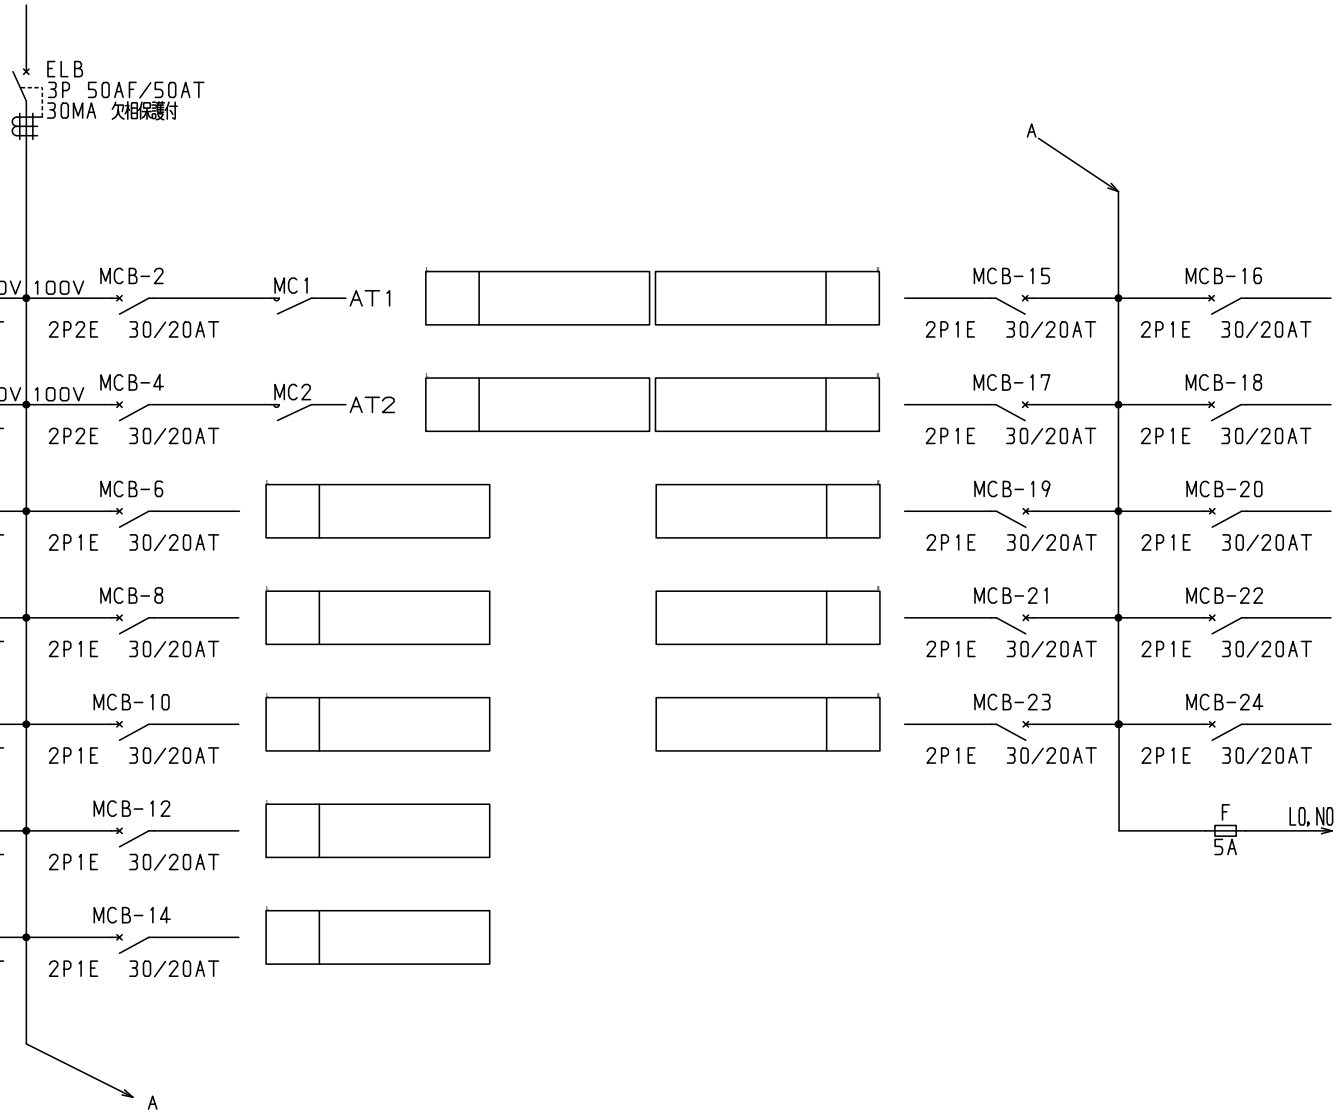 ELB
3P 50AF/50AT
30MA 欠相保護付
A
0V 100V
MCB-2
MC1
AT1
MCB-15
MCB-16
T
2P2E 30/20AT
2P1E 30/20AT
2P1E 30/20AT
0V 100V
MCB-4
MC2
AT2
MCB-17
MCB-18
T
2P2E 30/20AT
2P1E 30/20AT
2P1E 30/20AT
MCB-6
MCB-19
MCB-20
T
2P1E 30/20AT
2P1E 30/20AT
2P1E 30/20AT
MCB-8
MCB-21
MCB-22
T
2P1E 30/20AT
2P1E 30/20AT
2P1E 30/20AT
MCB-10
MCB-23
MCB-24
T
2P1E 30/20AT
2P1E 30/20AT
2P1E 30/20AT
MCB-12
F
L0,N0
5A
T
2P1E 30/20AT
MCB-14
T
2P1E 30/20AT
A